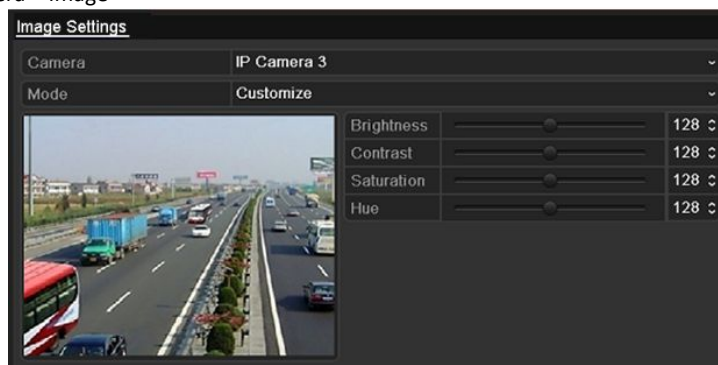 Image Settings
Camera IP Camera 3
Mode Customize
Brightness 128
Contrast 128
Saturation 128
Hue 128